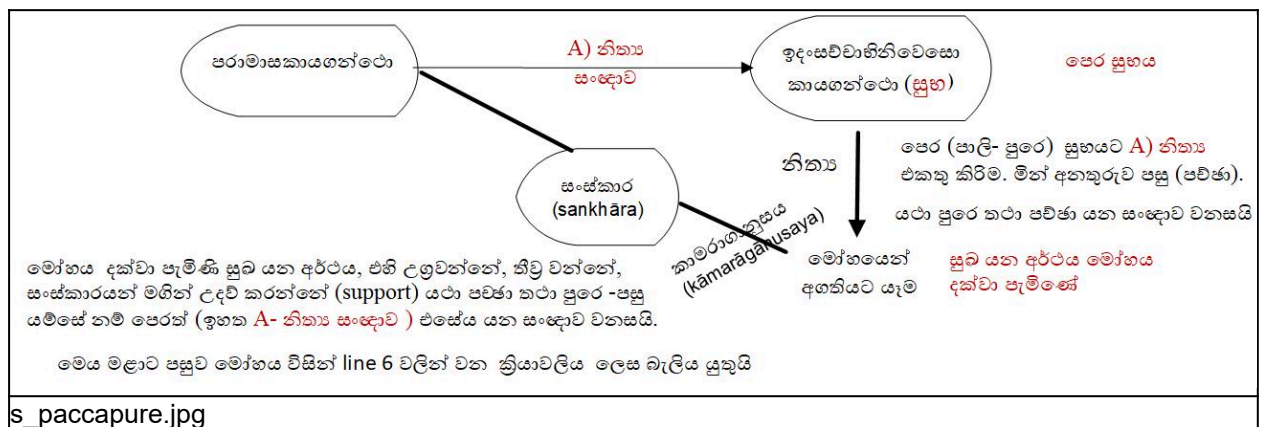 පරාමාසකායගන්ථො
A) නිත්‍ය
සංඥාව
ඉදංසච්චාභිනිවෙසො
කායගන්ථො (සුභ)
පෙර සුභය
නිත්‍ය
පෙර (පාලි- පුරෙ) සුභයට A) නිත්‍ය
එකතු කිරිම. මින් අනතුරුව පසු (පච්ඡා).
යථා පුරෙ තථා පච්ඡා යන සංඥාව වනසයි
සංස්කාර
(sankhāra)
කාමරාගානුසය
(kāmarāgānusaya)
මෝහයෙන්
අගතියට යෑම
සුඛ යන අර්ථය මෝහය
දක්වා පැමිණේ
මෝහය දක්වා පැමිණි සුඛ යන අර්ථය, එහි උග්‍රවන්නේ, තීව්‍ර වන්නේ,
සංස්කාරයන් මගින් උදව් කරන්නේ (support) යථා පච්ඡා තථා පුරෙ -පසු
යම්සේ නම් පෙරත් (ඉහත A- නිත්‍ය සංඥාව ) එසේය යන සංඥාව වනසයි.
මෙය මළාට පසුව මෝහය විසින් line 6 වලින් වන ක්‍රියාවලිය ලෙස බැලිය යුතුයි
s_paccapure.jpg